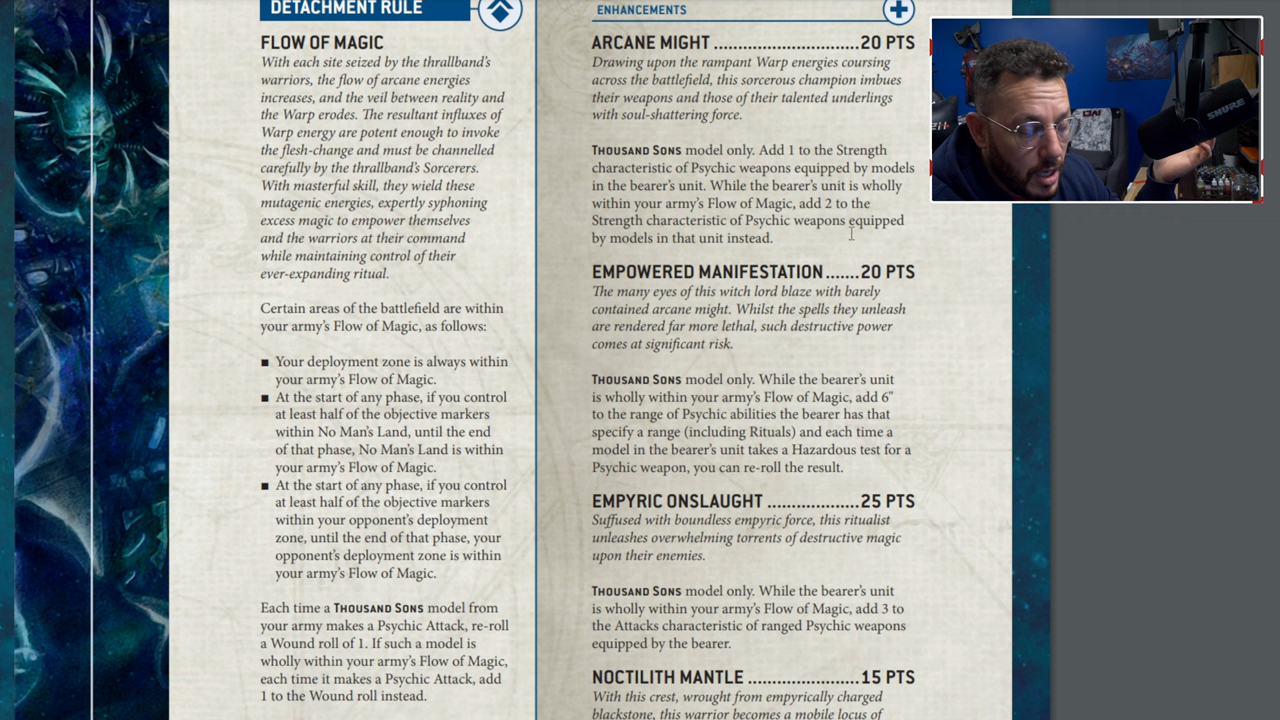 DETACHMENT RULE
FLOW OF MAGIC
With each site seized by the thrallband's
warriors, the flow of arcane energies
increases, and the veil between reality and
the Warp erodes. The resultant influxes of
Warp energy are potent enough to invoke
the flesh-change and must be channelled
carefully by the thrallband's Sorcerers.
With masterful skill, they wield these
mutagenic energies, expertly syphoning
excess magic to empower themselves
and the warriors at their command
while maintaining control of their
ever-expanding ritual.
Certain areas of the battlefield are within
your army's Flow of Magic, as follows:
■ Your deployment zone is always within
your army's Flow of Magic.
■ At the start of any phase, if you control
at least half of the objective markers
within No Man's Land, until the end
of that phase, No Man's Land is within
your army's Flow of Magic.
■ At the start of any phase, if you control
at least half of the objective markers
within your opponent's deployment
zone, until the end of that phase, your
opponent's deployment zone is within
your army's Flow of Magic.
Each time a THOUSAND SONS model from
your army makes a Psychic Attack, re-roll
a Wound roll of 1. If such a model is
wholly within your army's Flow of Magic,
each time it makes a Psychic Attack, add
1 to the Wound roll instead.
ENHANCEMENTS
ARCANE MIGHT ........................... 20 PTS
Drawing upon the rampant Warp energies coursing
across the battlefield, this sorcerous champion imbues
their weapons and those of their talented underlings
with soul-shattering force.
THOUSAND SONS model only. Add 1 to the Strength
characteristic of Psychic weapons equipped by models
in the bearer's unit. While the bearer's unit is wholly
within your army's Flow of Magic, add 2 to the
Strength characteristic of Psychic weapons equipped
by models in that unit instead.
EMPOWERED MANIFESTATION ....... 20 PTS
The many eyes of this witch lord blaze with barely
contained arcane might. Whilst the spells they unleash
are rendered far more lethal, such destructive power
comes at significant risk.
THOUSAND SONS model only. While the bearer's unit
is wholly within your army's Flow of Magic, add 6"
to the range of Psychic abilities the bearer has that
specify a range (including Rituals) and each time a
model in the bearer's unit takes a Hazardous test for a
Psychic weapon, you can re-roll the result.
EMPYRIC ONSLAUGHT .................. 25 PTS
Suffused with boundless empyric force, this ritualist
unleashes overwhelming torrents of destructive magic
upon their enemies.
THOUSAND SONS model only. While the bearer's unit
is wholly within your army's Flow of Magic, add 3 to
the Attacks characteristic of ranged Psychic weapons
equipped by the bearer.
NOCTILITH MANTLE ..................... 15 PTS
With this crest, wrought from empyrically charged
blackstone, this warrior becomes a mobile locus of
SHURE